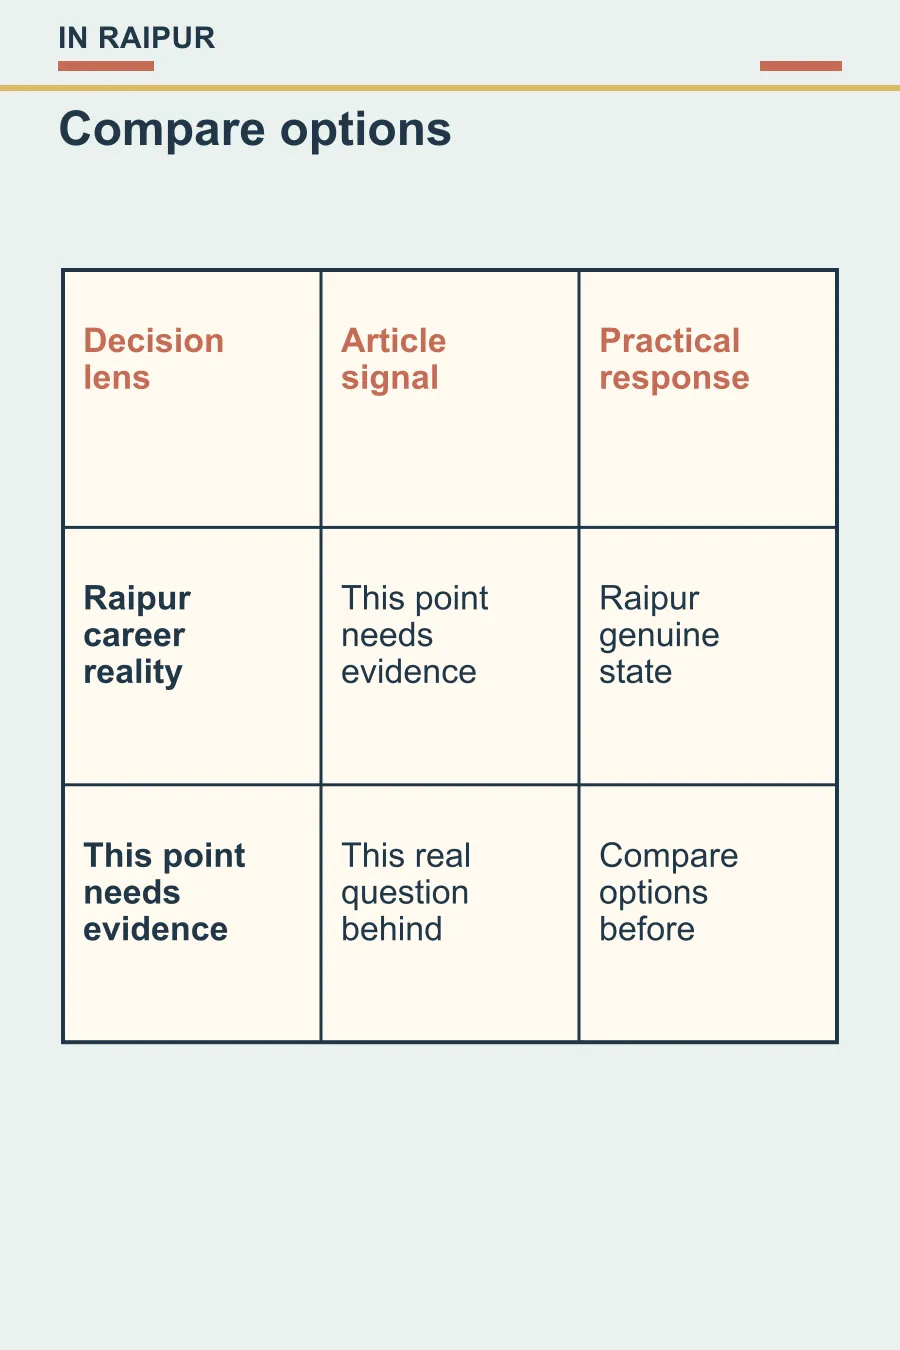 IN RAIPUR
Compare options
Decision
lens
Article
signal
Practical
response
Raipur
career
reality
This point
needs
evidence
Raipur
genuine
state
This point
needs
evidence
This real
question
behind
Compare
options
before